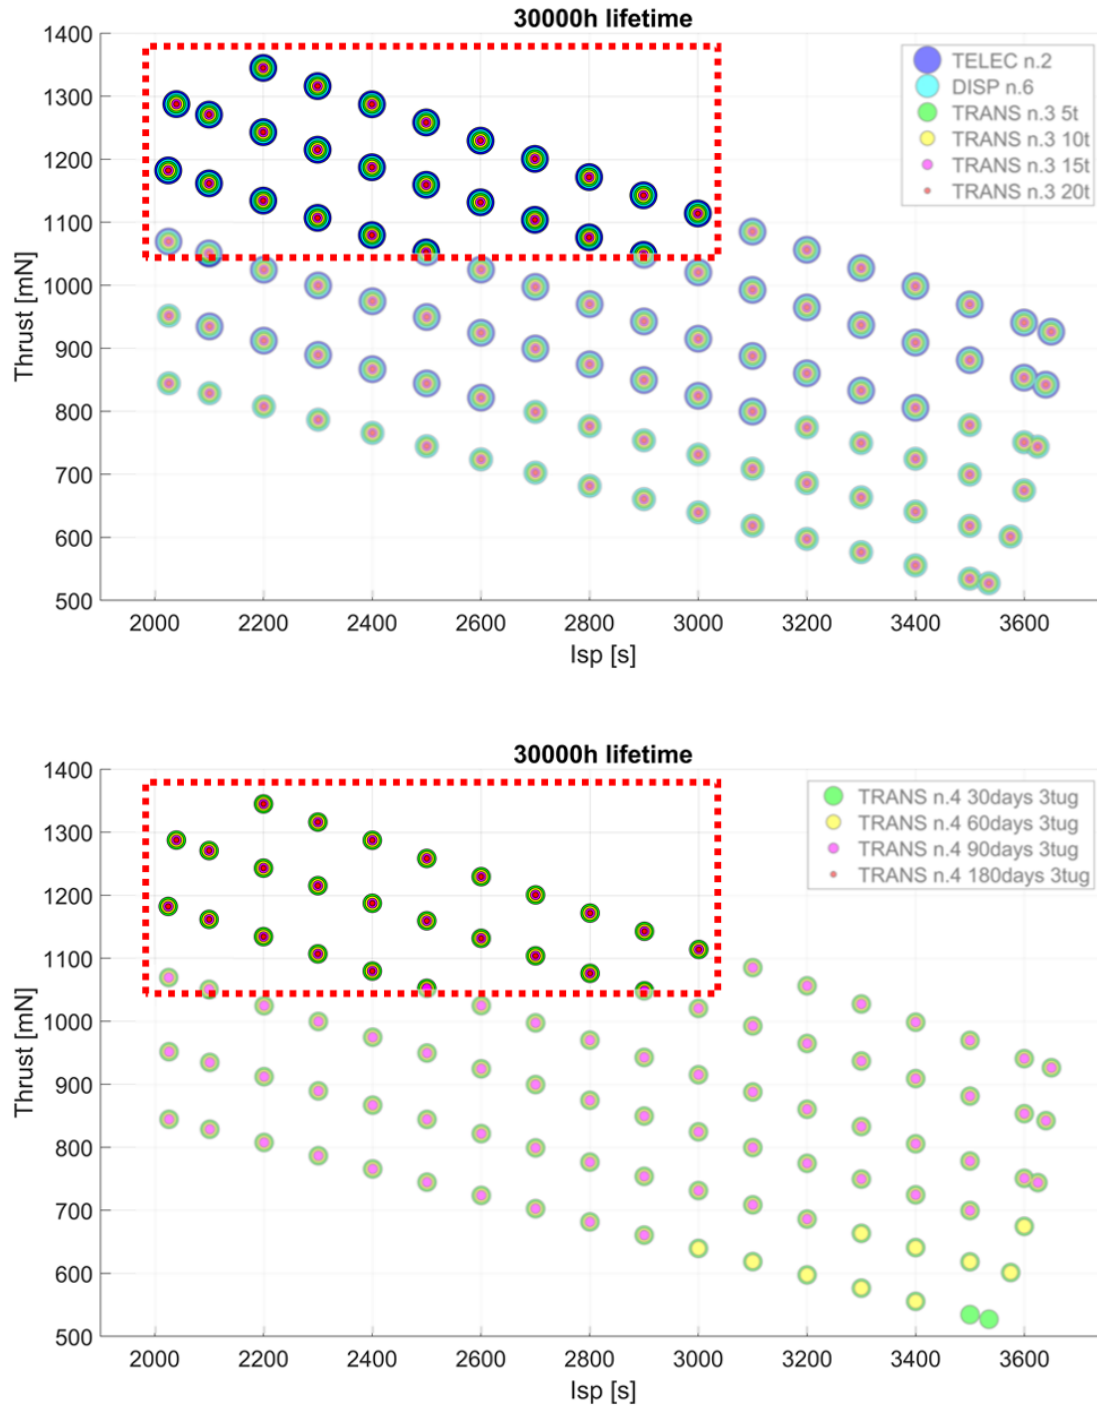 30000h lifetime
1400
1300
1200
1100
1000
900
800
700
600
500
Thrust [mN]
TELEC n.2
DISP n.6
TRANS n.3 5t
TRANS n.3 10t
TRANS n.3 15t
TRANS n.3 20t
2000 2200 2400 2600 2800 3000 3200 3400 3600
Isp [s]
30000h lifetime
1400
1300
1200
1100
1000
900
800
700
600
500
Thrust [mN]
TRANS n.4 30days 3tug
TRANS n.4 60days 3tug
TRANS n.4 90days 3tug
TRANS n.4 180days 3tug
2000 2200 2400 2600 2800 3000 3200 3400 3600
Isp [s]